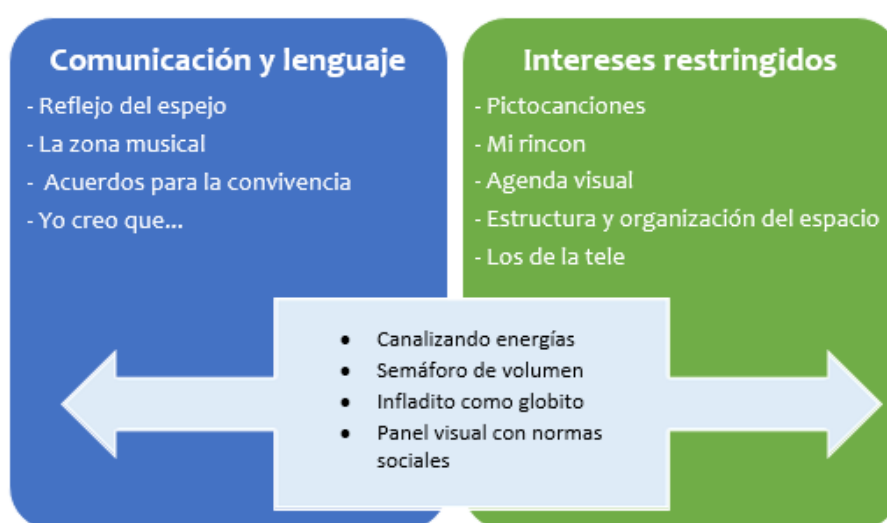 Comunicación y lenguaje
- Reflejo del espejo
- La zona musical
- Acuerdos para la convivencia
- Yo creo que...
Intereses restringidos
- Pictocanciones
- Mi rincon
- Agenda visual
- Estructura y organización del espacio
- Los de la tele
• Canalizando energías
• Semáforo de volumen
• Infladito como globito
• Panel visual con normas
sociales